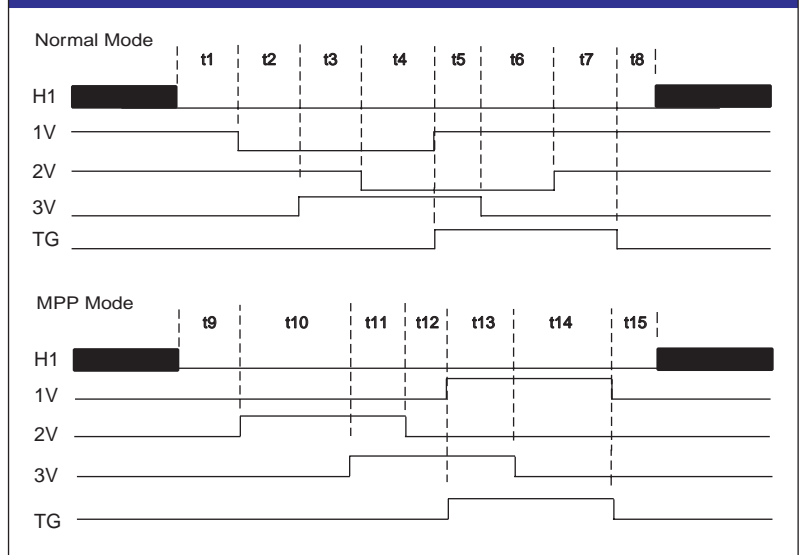 Normal Mode
t1 t2 t3 t4 t5 t6 t7 t8
H1
1V
2V
3V
TG
MPP Mode
t9 t10 t11 t12 t13 t14 t15
H1
1V
2V
3V
TG